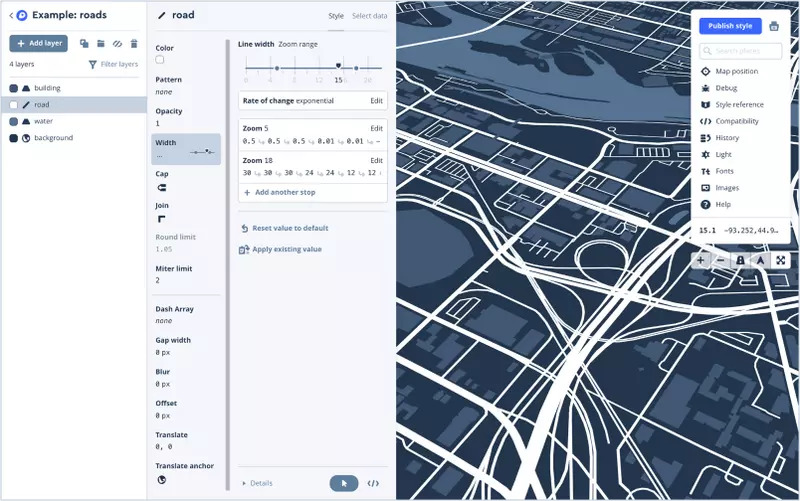 Example: roads
Add layer
4 layers
Filter layers
building
road
water
background
road
Style
Select data
Color
Pattern
none
Opacity
1
Width
...
Cap
Join
Round limit
1.05
Miter limit
2
Dash Array
none
Gap width
0 px
Blur
0 px
Offset
0 px
Translate
0, 0
Translate anchor
Line width Zoom range
0 4 15 20
Rate of change exponential Edit
Zoom 5 Edit
0.5 0.5 0.5 0.01 0.01 ~
Zoom 18 Edit
30 30 30 24 24 12 12
Add another stop
Reset value to default
Apply existing value
Details
Publish style
Search places
Map position
Debug
Style reference
Compatibility
History
Light
Fonts
Images
Help
15.1 -93.252,44.9…